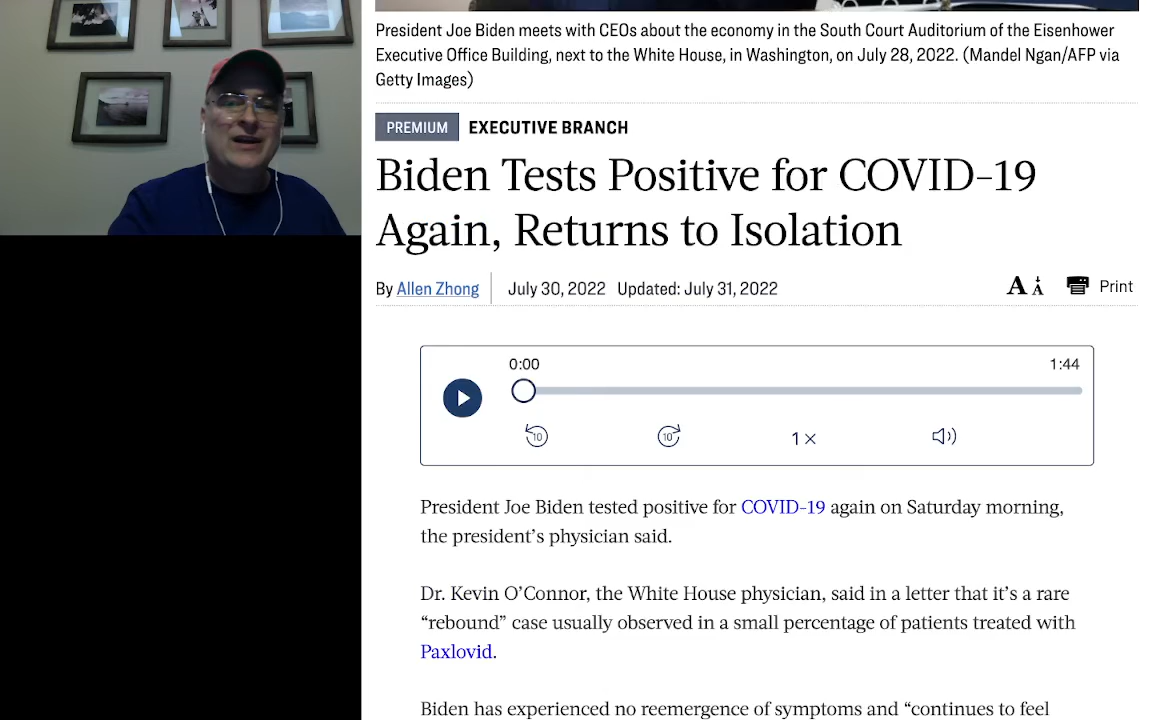 President Joe Biden meets with CEOs about the economy in the South Court Auditorium of the Eisenhower
Executive Office Building, next to the White House, in Washington, on July 28, 2022. (Mandel Ngan/AFP via
Getty Images)
PREMIUM EXECUTIVE BRANCH
Biden Tests Positive for COVID-19
Again, Returns to Isolation
By Allen Zhong July 30, 2022 Updated: July 31, 2022 A A Print
0:00 1:44
10 10 1×
President Joe Biden tested positive for COVID-19 again on Saturday morning,
the president's physician said.
Dr. Kevin O'Connor, the White House physician, said in a letter that it's a rare
“rebound” case usually observed in a small percentage of patients treated with
Paxlovid.
Biden has experienced no reemergence of symptoms and “continues to feel